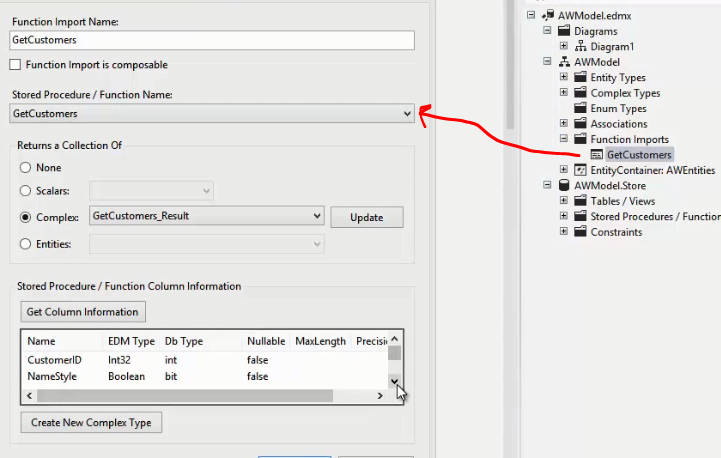 Function Import Name:
GetCustomers
Function Import is composable
Stored Procedure / Function Name:
GetCustomers
Returns a Collection Of
None
Scalars:
Complex: GetCustomers_Result Update
Entities:
Stored Procedure / Function Column Information
Get Column Information
Name EDM Type Db Type Nullable MaxLength Precisi
CustomerID Int32 int false
NameStyle Boolean bit false
Create New Complex Type
AWModel.edmx
Diagrams
Diagram1
AWModel
Entity Types
Complex Types
Enum Types
Associations
Function Imports
GetCustomers
EntityContainer: AWEntities
AWModel.Store
Tables / Views
Stored Procedures / Function
Constraints